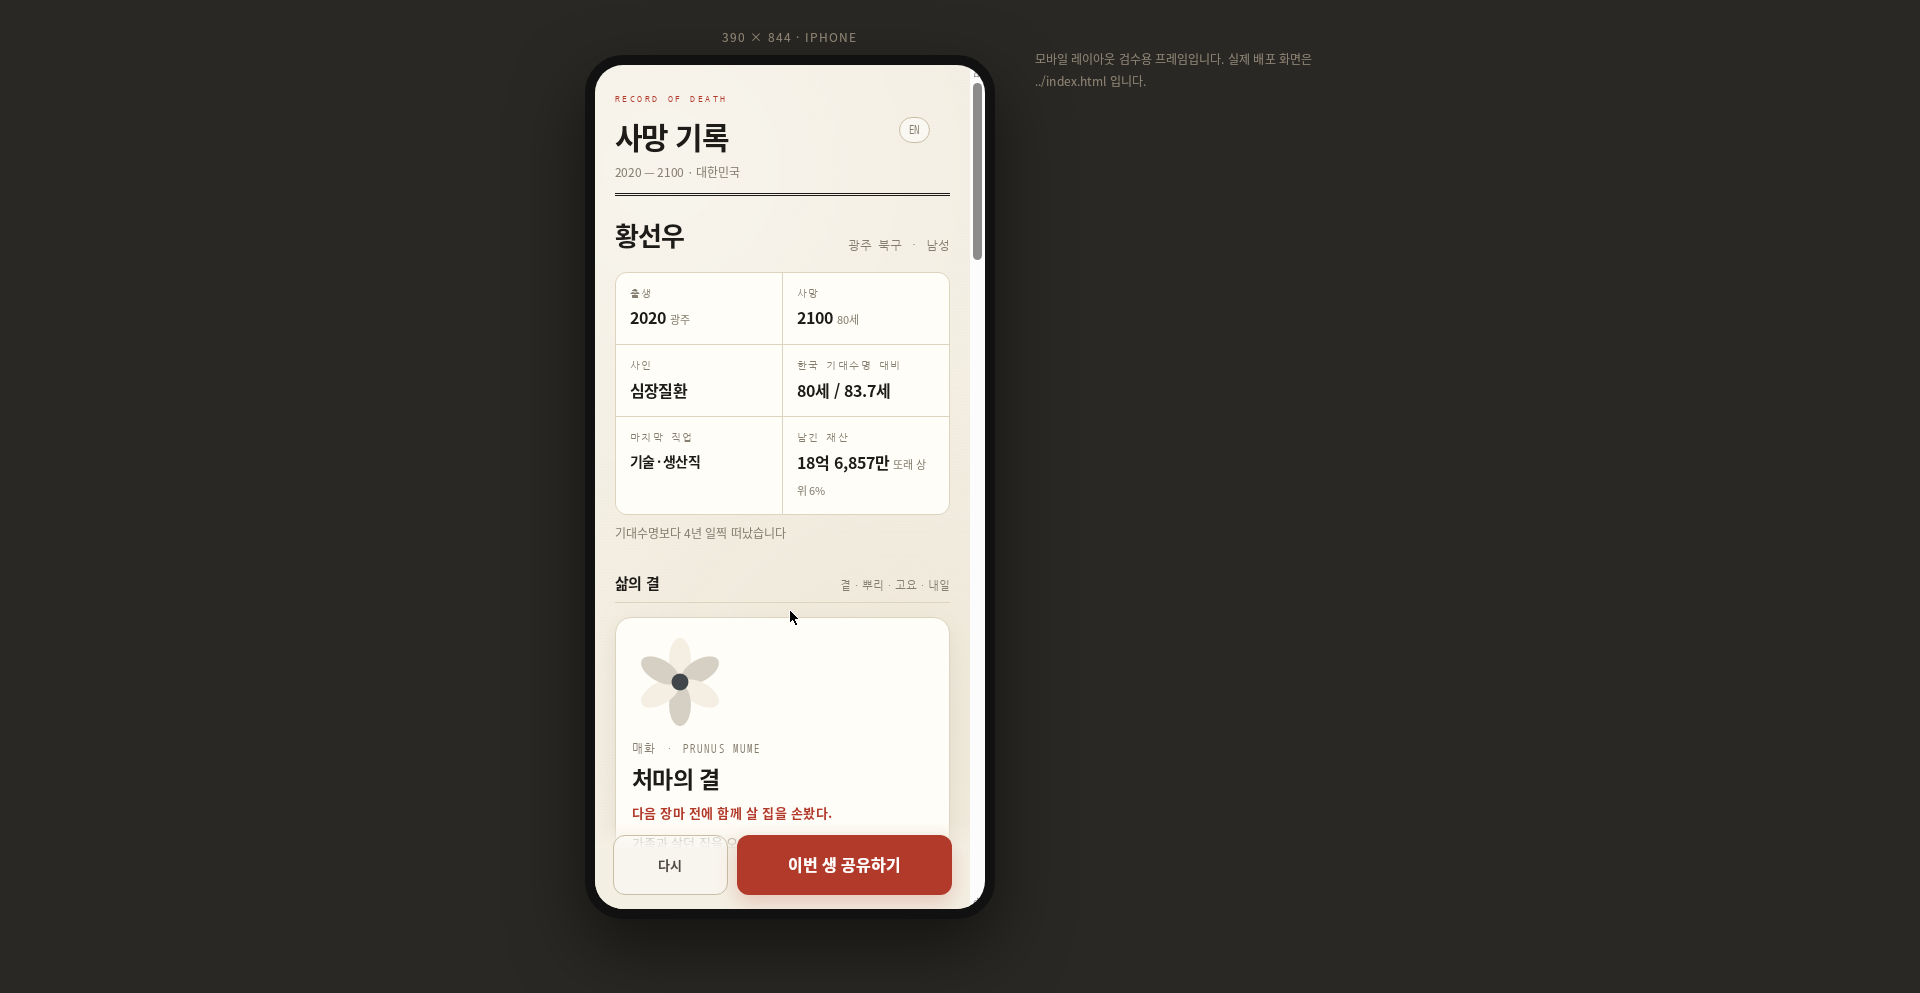 390 × 844 · IPHONE
모바일 레이아웃 검수용 프레임입니다. 실제 배포 화면은
../index.html 입니다.
RECORD OF DEATH
사망 기록
EN
2020 — 2100 · 대한민국
황선우
광주 북구 · 남성
출생
2020 광주
사망
2100 80세
사인
심장질환
한국 기대수명 대비
80세 / 83.7세
마지막 직업
기술·생산직
남긴 재산
18억 6,857만 또래 상
위 6%
기대수명보다 4년 일찍 떠났습니다
삶의 결
곁 · 뿌리 · 고요 · 내일
매화 · PRUNUS MUME
처마의 결
다음 장마 전에 함께 살 집을 손봤다.
가족과 살던 집을
다시
이번 생 공유하기